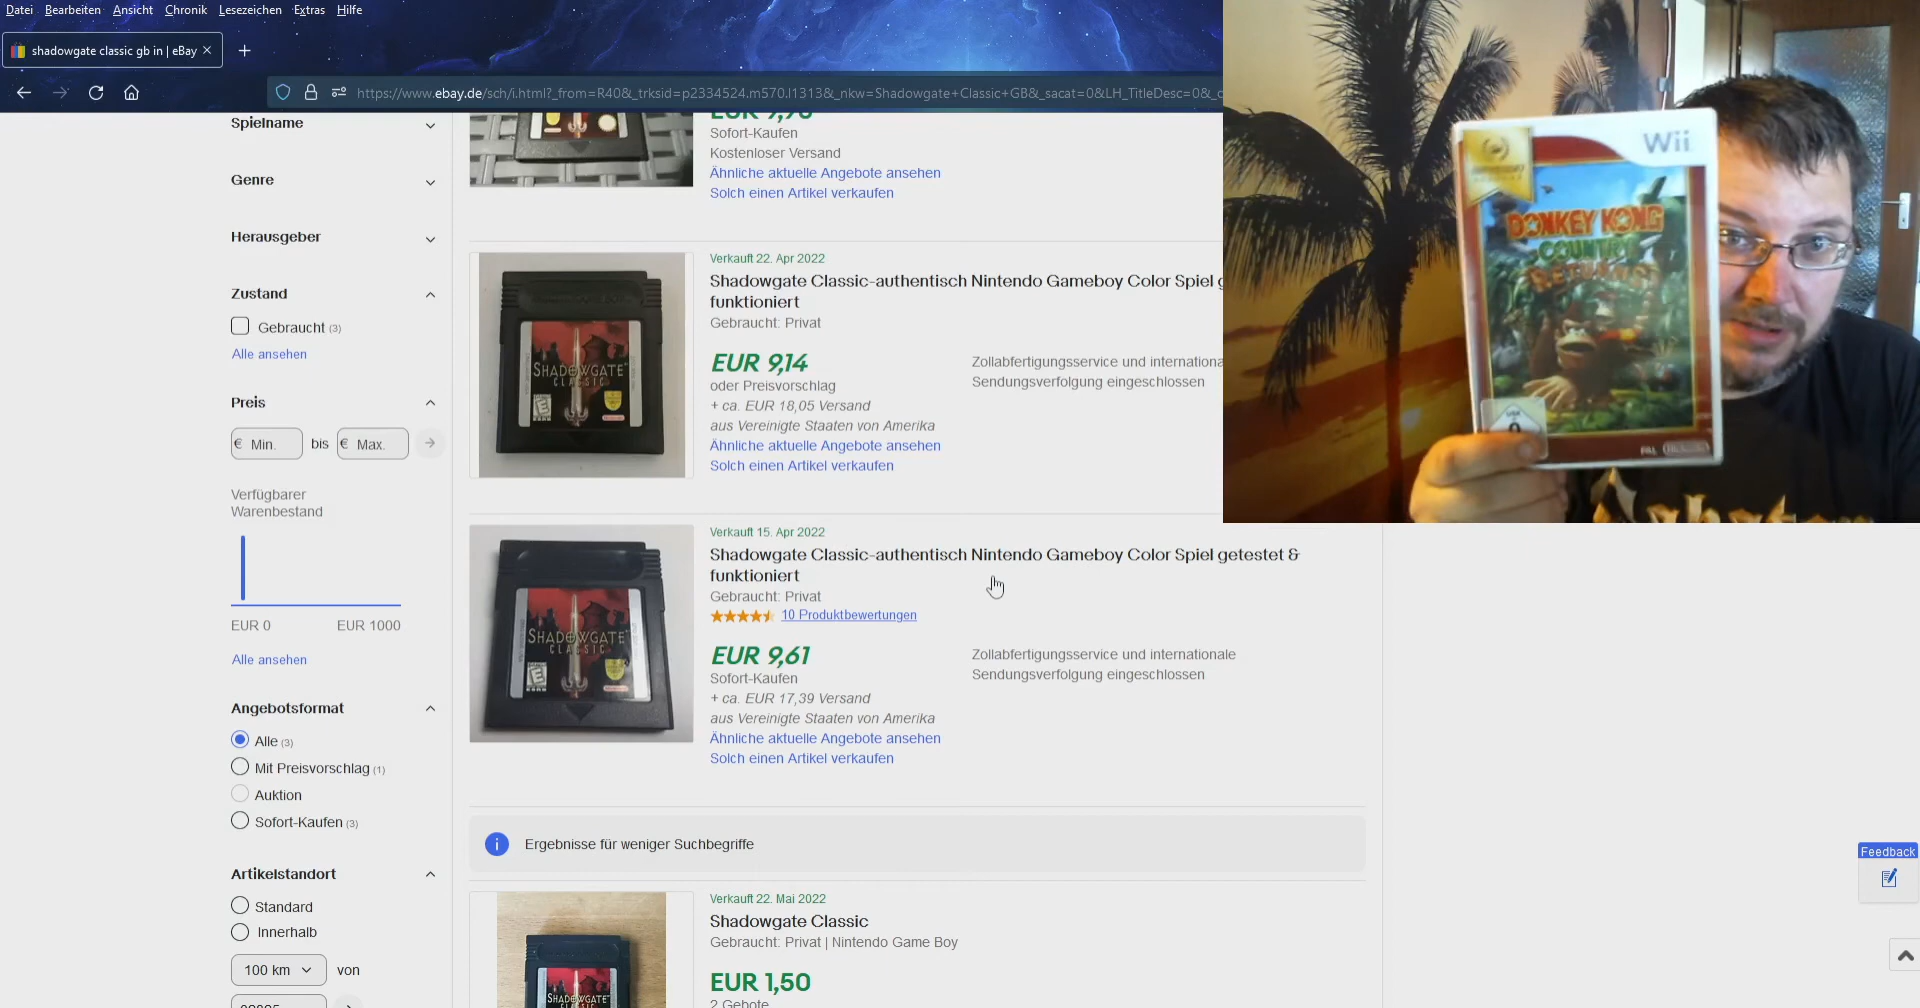 Datei Bearbeiten Ansicht Chronik Lesezeichen Extras Hilfe
shadowgate classic gb in | eBay
https://www.ebay.de/sch/i.html?_from=R40&_trksid=p2334524.m570.l1313&_nkw=Shadowgate+Classic+GB&_sacat=0&LH_TitleDesc=0&_
Spielname
Genre
Herausgeber
Zustand
Gebraucht (3)
Alle ansehen
Preis
€ Min. bis € Max.
Verfügbarer
Warenbestand
EUR 0 EUR 1000
Alle ansehen
Angebotsformat
Alle (3)
Mit Preisvorschlag (1)
Auktion
Sofort-Kaufen (3)
Artikelstandort
Standard
Innerhalb
100 km von
Sofort-Kaufen
Kostenloser Versand
Ähnliche aktuelle Angebote ansehen
Solch einen Artikel verkaufen
SHADOWGATE
CLASSIC
Verkauft 22. Apr 2022
Shadowgate Classic-authentisch Nintendo Gameboy Color Spiel
funktioniert
Gebraucht: Privat
EUR 9,14
oder Preisvorschlag
+ ca. EUR 18,05 Versand
aus Vereinigte Staaten von Amerika
Ähnliche aktuelle Angebote ansehen
Solch einen Artikel verkaufen
Zollabfertigungsservice und internationa
Sendungsverfolgung eingeschlossen
SHADOWGATE
CLASSIC
Verkauft 15. Apr 2022
Shadowgate Classic-authentisch Nintendo Gameboy Color Spiel getestet &
funktioniert
Gebraucht: Privat
10 Produktbewertungen
EUR 9,61
Sofort-Kaufen
+ ca. EUR 17,39 Versand
aus Vereinigte Staaten von Amerika
Ähnliche aktuelle Angebote ansehen
Solch einen Artikel verkaufen
Zollabfertigungsservice und internationale
Sendungsverfolgung eingeschlossen
Ergebnisse für weniger Suchbegriffe
SHADOWGATE
Verkauft 22. Mai 2022
Shadowgate Classic
Gebraucht: Privat | Nintendo Game Boy
EUR 1,50
2 Gebote
Wii
DONKEY KONG
COUNTRY
RETURNS
PAL
Feedback